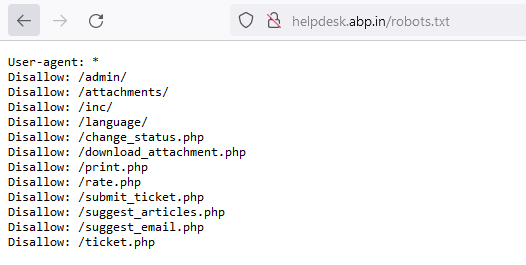 helpdesk.abp.in/robots.txt
User-agent: *
Disallow: /admin/
Disallow: /attachments/
Disallow: /inc/
Disallow: /language/
Disallow: /change_status.php
Disallow: /download_attachment.php
Disallow: /print.php
Disallow: /rate.php
Disallow: /submit_ticket.php
Disallow: /suggest_articles.php
Disallow: /suggest_email.php
Disallow: /ticket.php